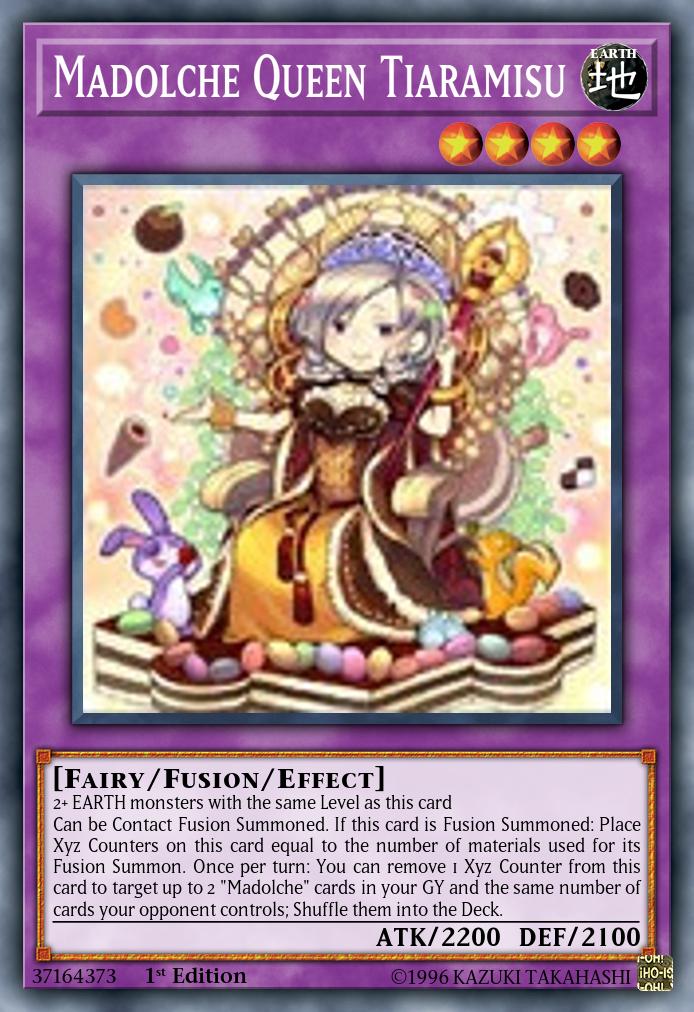 Madolche Queen Tiaramisu
EARTH
地
[Fairy/Fusion/Effect]
2+ EARTH monsters with the same Level as this card
Can be Contact Fusion Summoned. If this card is Fusion Summoned: Place
Xyz Counters on this card equal to the number of materials used for its
Fusion Summon. Once per turn: You can remove 1 Xyz Counter from this
card to target up to 2 "Madolche" cards in your GY and the same number of
cards your opponent controls; Shuffle them into the Deck.
ATK/2200 DEF/2100
37164373 1st Edition ©1996 KAZUKI TAKAHASHI